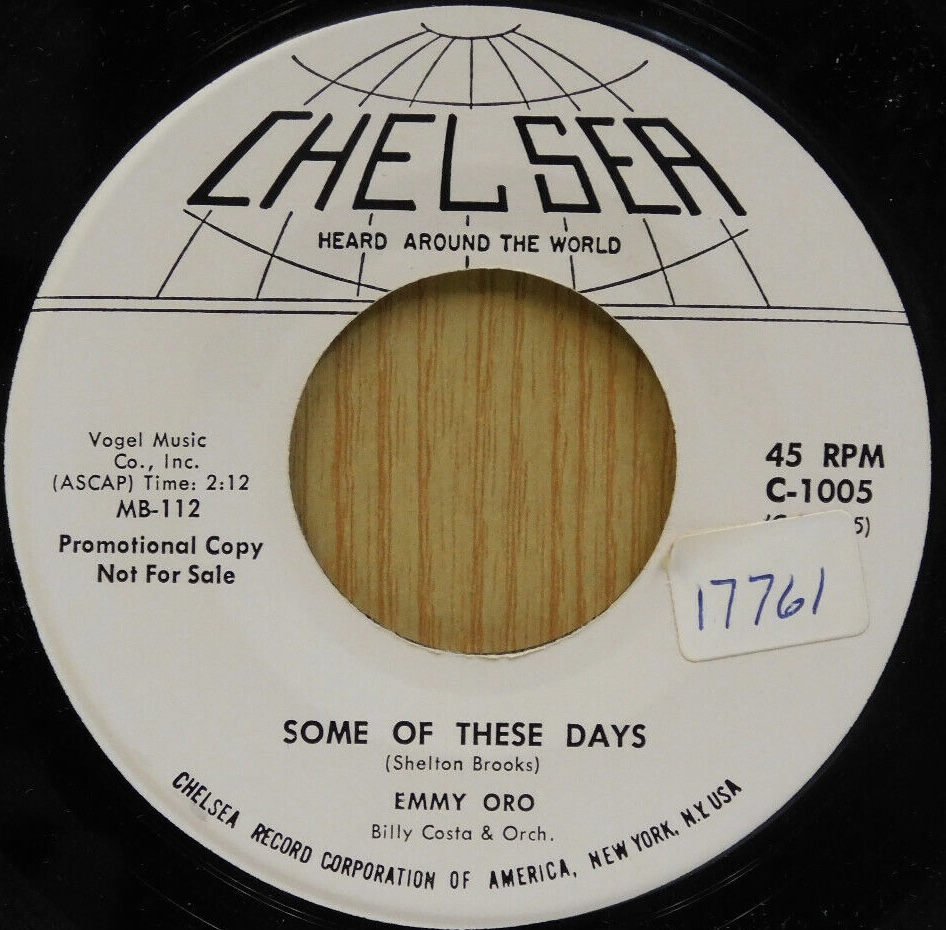 CHELSEA
HEARD AROUND THE WORLD
Vogel Music
Co., Inc.
(ASCAP) Time: 2:12
MB-112
Promotional Copy
Not For Sale
45 RPM
C-1005
5)
17761
SOME OF THESE DAYS
(Shelton Brooks)
EMMY ORO
Billy Costa & Orch.
CHELSEA RECORD CORPORATION OF AMERICA, NEW YORK, N.Y. USA